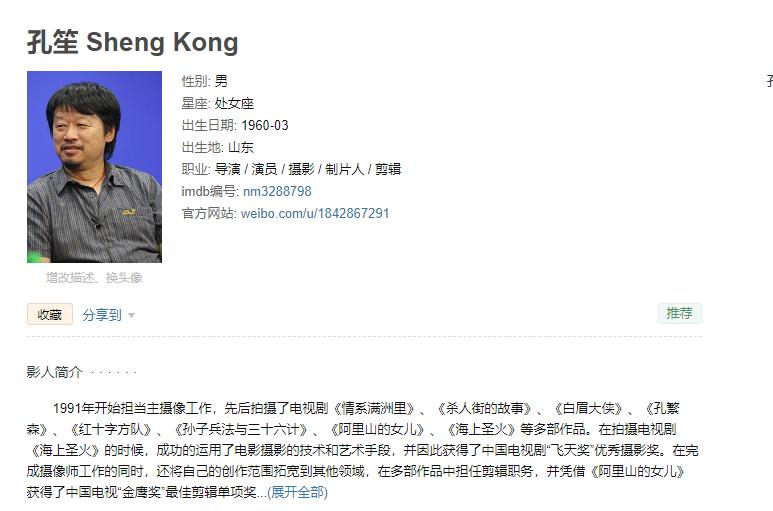 孔笙 Sheng Kong
性别: 男
星座: 处女座
出生日期: 1960-03
出生地: 山东
职业: 导演 / 演员 / 摄影 / 制片人 / 剪辑
imdb编号: nm3288798
官方网站: weibo.com/u/1842867291
增改描述、换头像
收藏 分享到
推荐
影人简介 · · · · · ·
1991年开始担当主摄像工作，先后拍摄了电视剧《情系满洲里》、《杀人街的故事》、《白眉大侠》、《孔繁
森》、《红十字方队》、《孙子兵法与三十六计》、《阿里山的女儿》、《海上圣火》等多部作品。在拍摄电视剧
《海上圣火》的时候，成功的运用了电影摄影的技术和艺术手段，并因此获得了中国电视剧“飞天奖”优秀摄影奖。在完
成摄像师工作的同时，还将自己的创作范围拓宽到其他领域，在多部作品中担任剪辑职务，并凭借《阿里山的女儿》
获得了中国电视“金鹰奖”最佳剪辑单项奖...(展开全部)